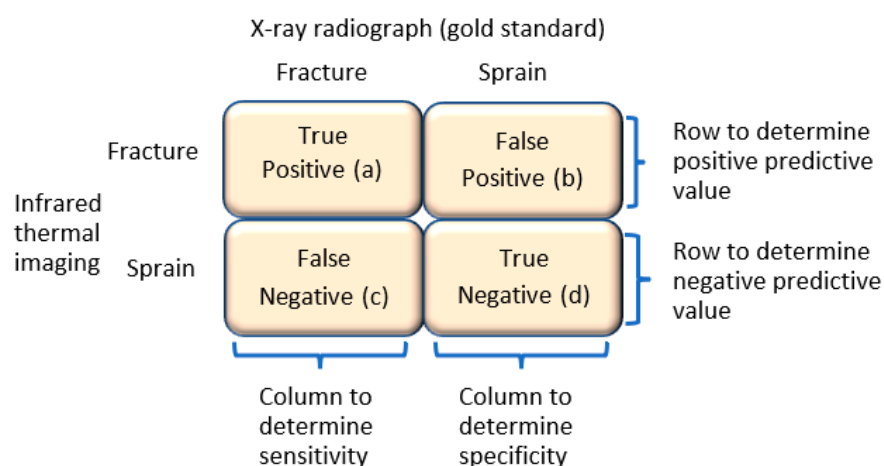 X-ray radiograph (gold standard)
Fracture
Sprain
Fracture
True
Positive (a)
False
Positive (b)
Row to determine
positive predictive
value
Infrared
thermal
imaging
Sprain
False
Negative (c)
True
Negative (d)
Row to determine
negative predictive
value
Column to
determine
sensitivity
Column to
determine
specificity